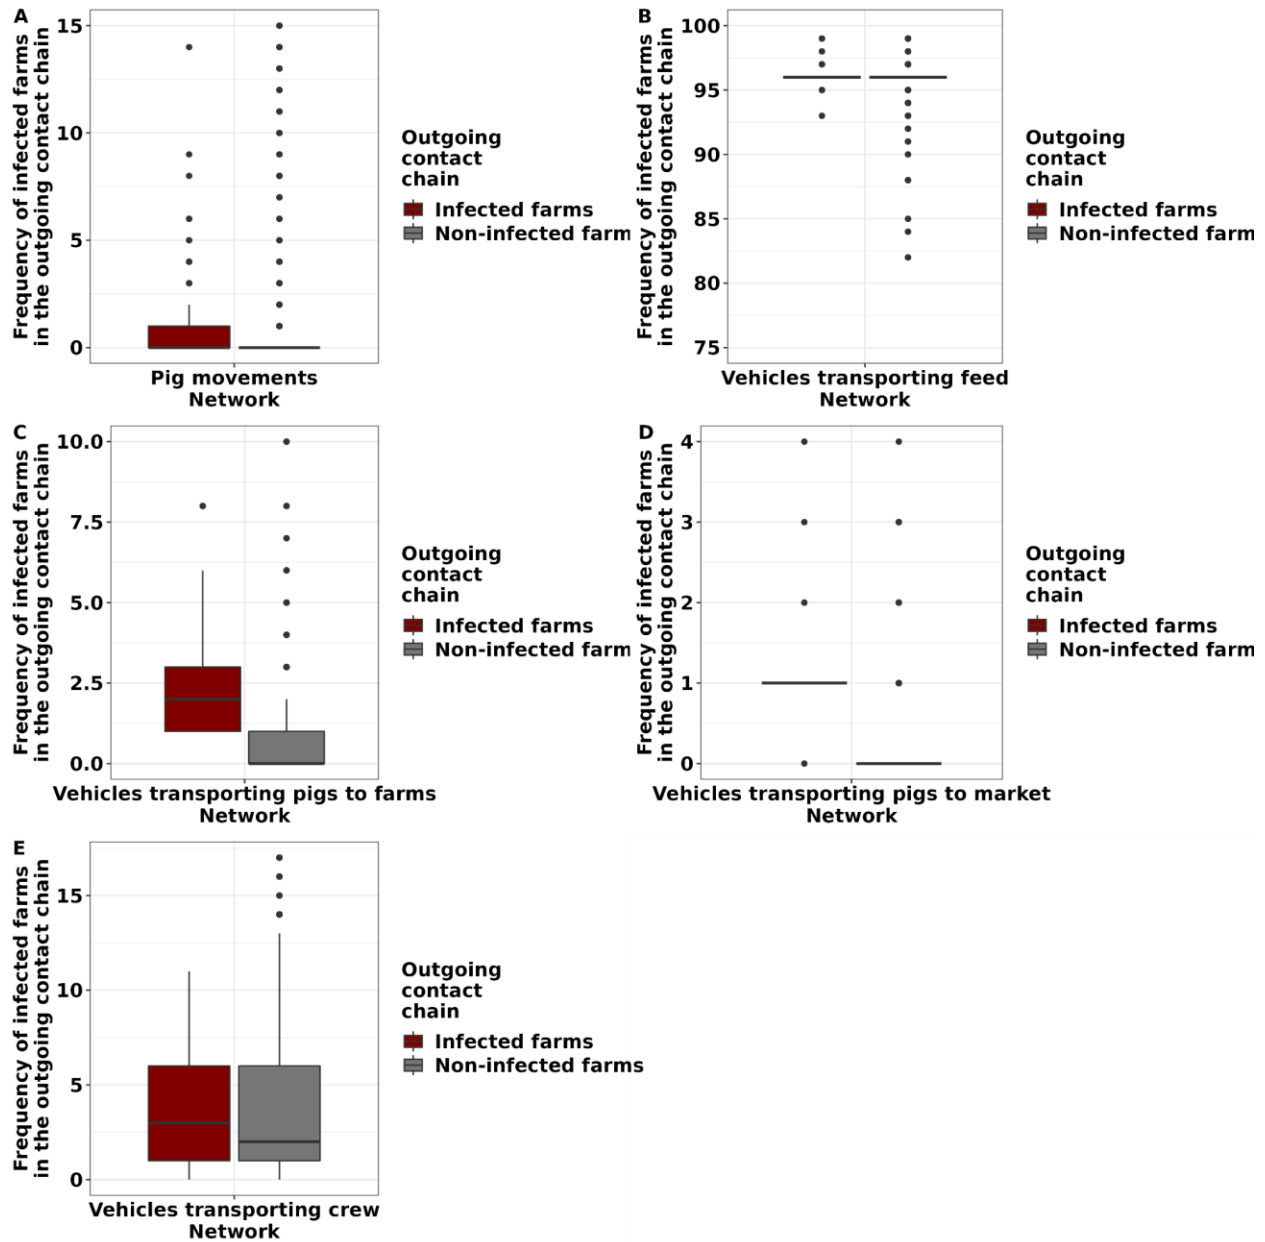 A
Frequency of infected farms
in the outgoing contact chain
15
10
5
0
Pig movements
Network
Outgoing
contact
chain
Infected farms
Non-infected farm
B
Frequency of infected farms
in the outgoing contact chain
100
95
90
85
80
75
Vehicles transporting feed
Network
Outgoing
contact
chain
Infected farms
Non-infected farm
C
Frequency of infected farms
in the outgoing contact chain
10.0
7.5
5.0
2.5
0.0
Vehicles transporting pigs to farms
Network
Outgoing
contact
chain
Infected farms
Non-infected farm
D
Frequency of infected farms
in the outgoing contact chain
4
3
2
1
0
Vehicles transporting pigs to market
Network
Outgoing
contact
chain
Infected farms
Non-infected farm
E
Frequency of infected farms
in the outgoing contact chain
15
10
5
0
Vehicles transporting crew
Network
Outgoing
contact
chain
Infected farms
Non-infected farms